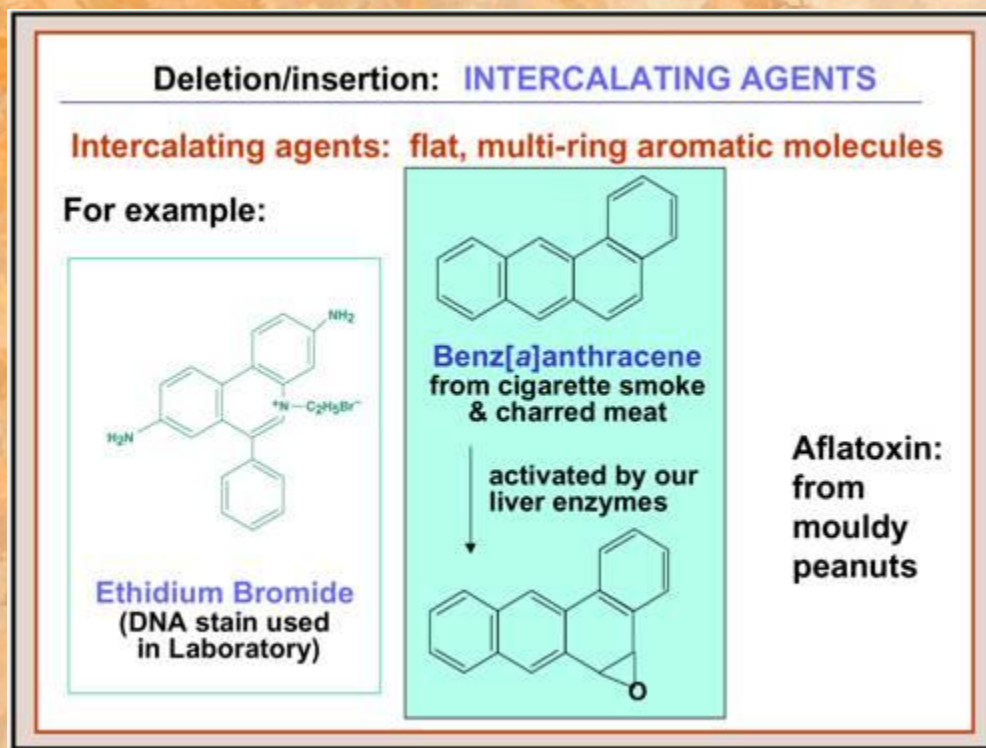 Deletion/insertion: INTERCALATING AGENTS
Intercalating agents: flat, multi-ring aromatic molecules
For example:
NH₂
⁺N—C₂H₅Br⁻
H₂N
Ethidium Bromide
(DNA stain used
in Laboratory)
Benz[a]anthracene
from cigarette smoke
& charred meat
activated by our
liver enzymes
O
Aflatoxin:
from
mouldy
peanuts